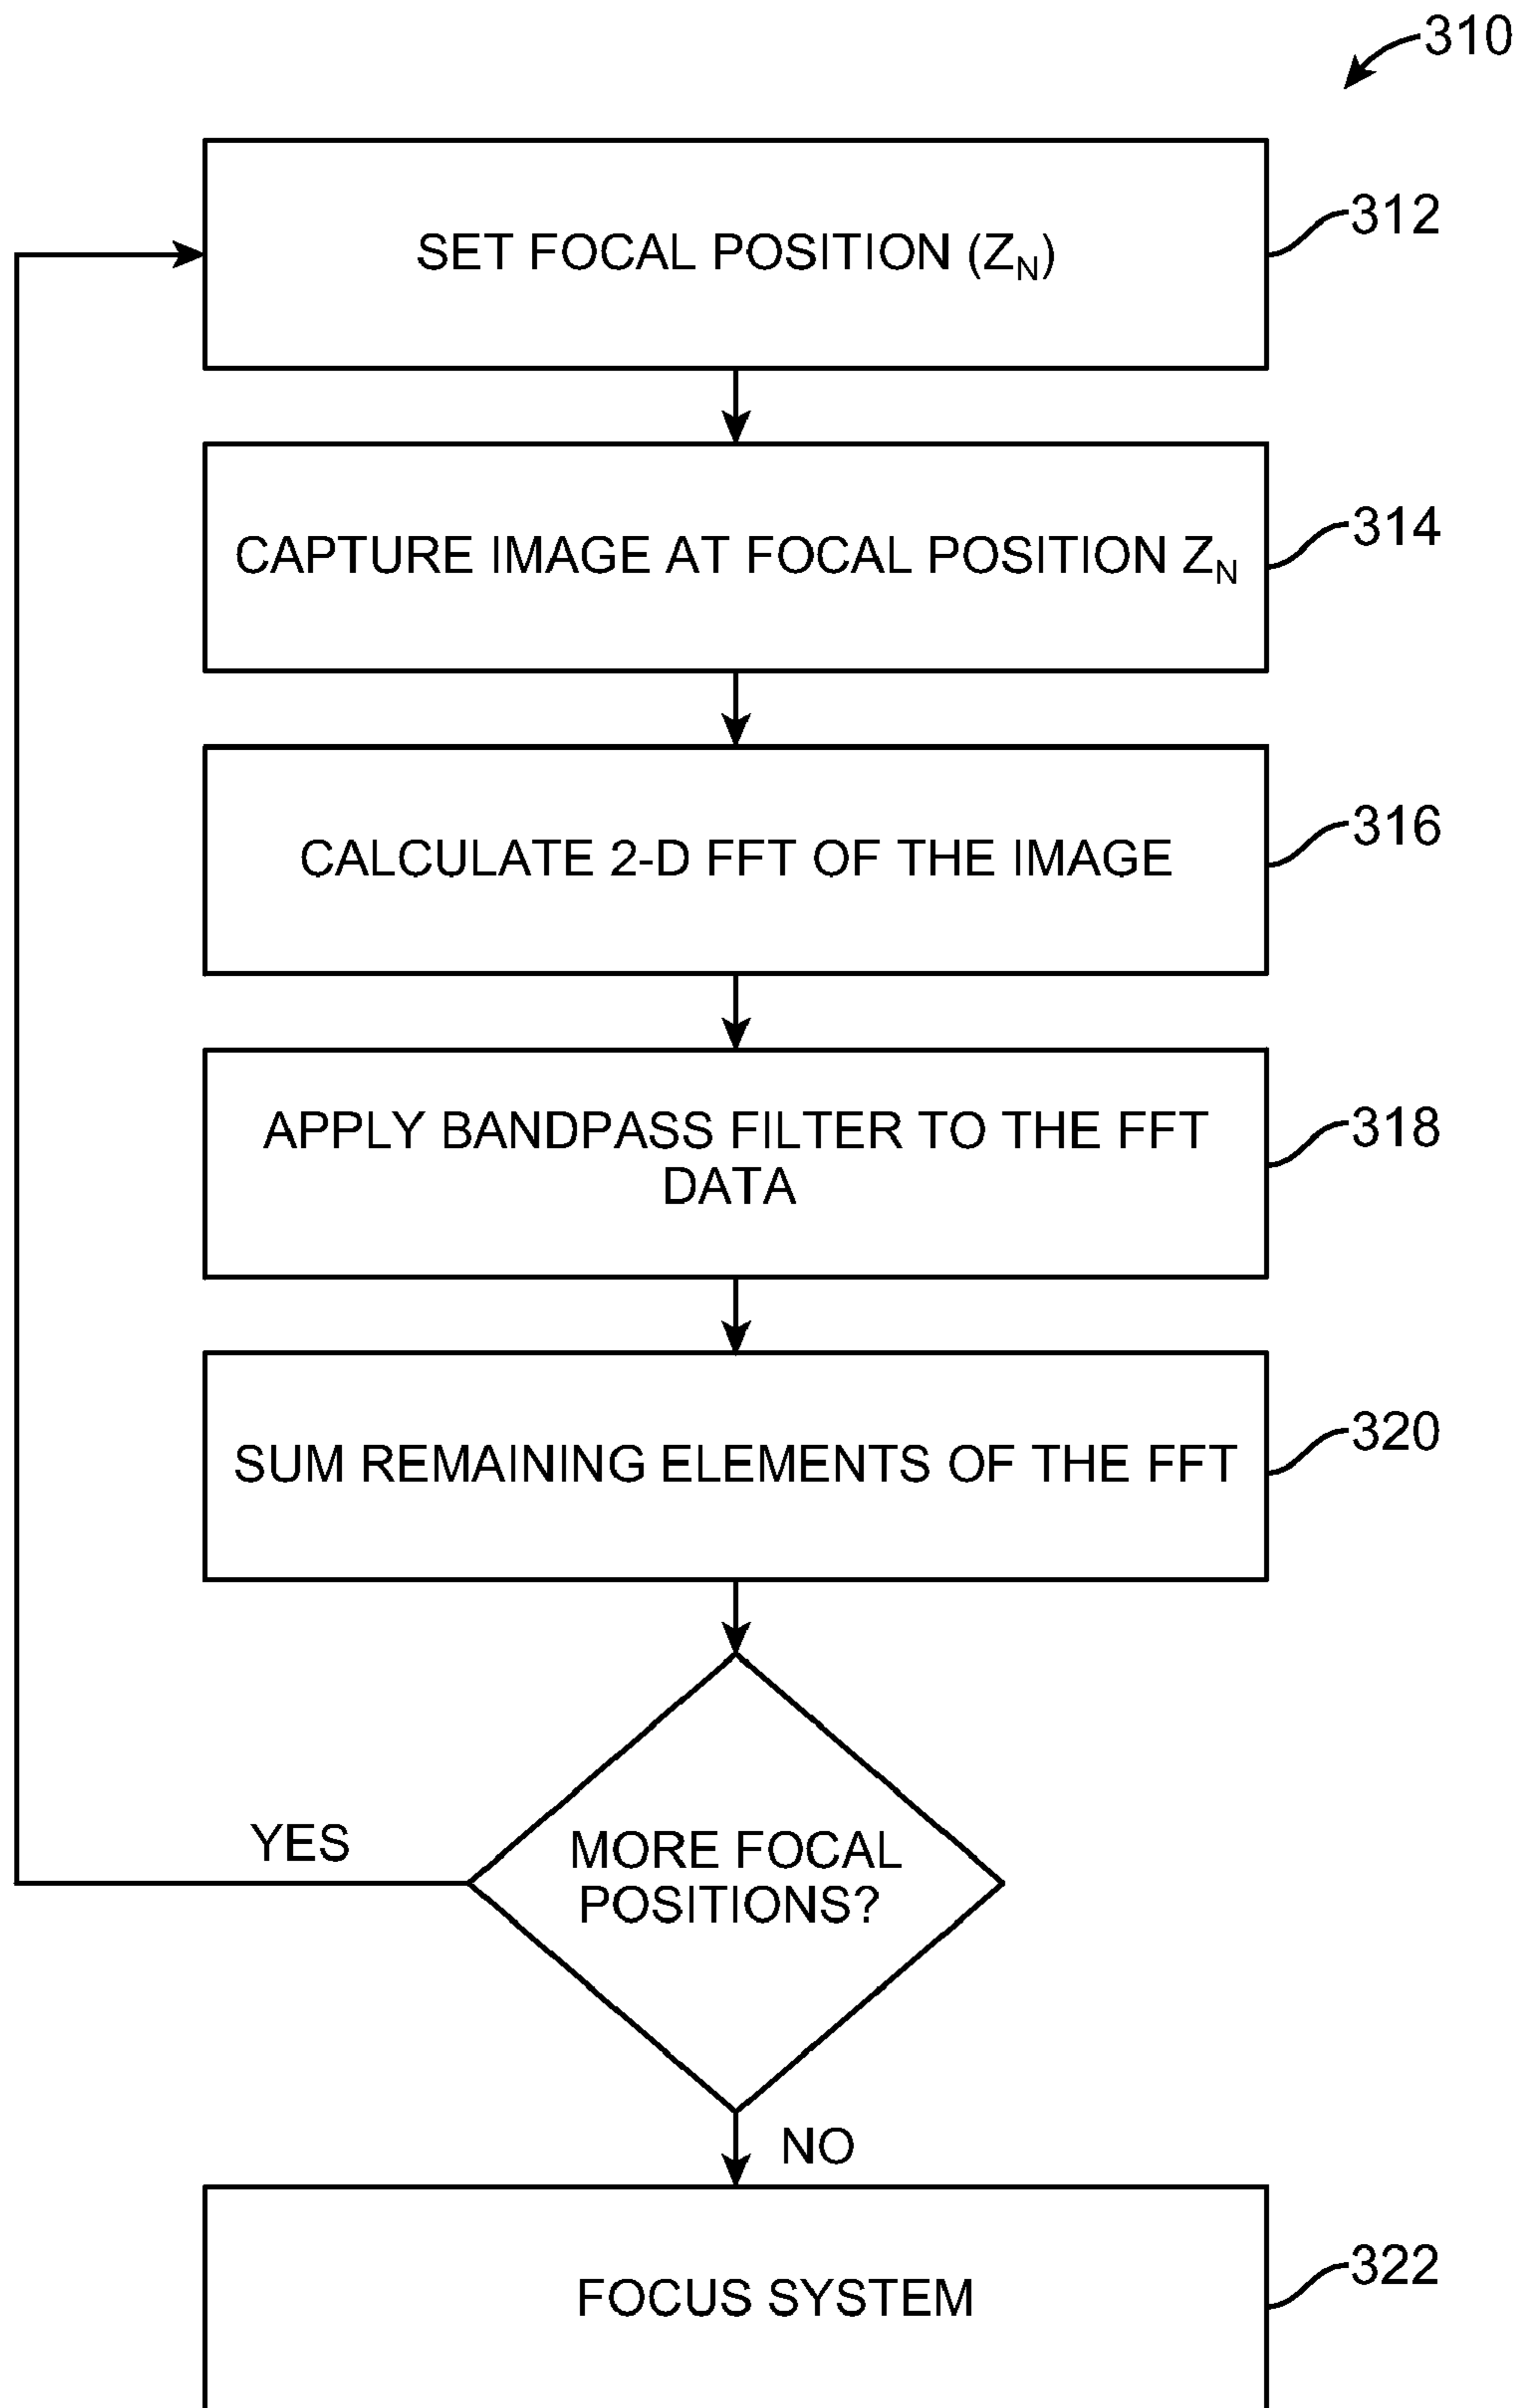 310
SET FOCAL POSITION (ZN)
312
CAPTURE IMAGE AT FOCAL POSITION ZN
314
CALCULATE 2-D FFT OF THE IMAGE
316
APPLY BANDPASS FILTER TO THE FFT
DATA
318
SUM REMAINING ELEMENTS OF THE FFT
320
YES
MORE FOCAL
POSITIONS?
NO
FOCUS SYSTEM
322